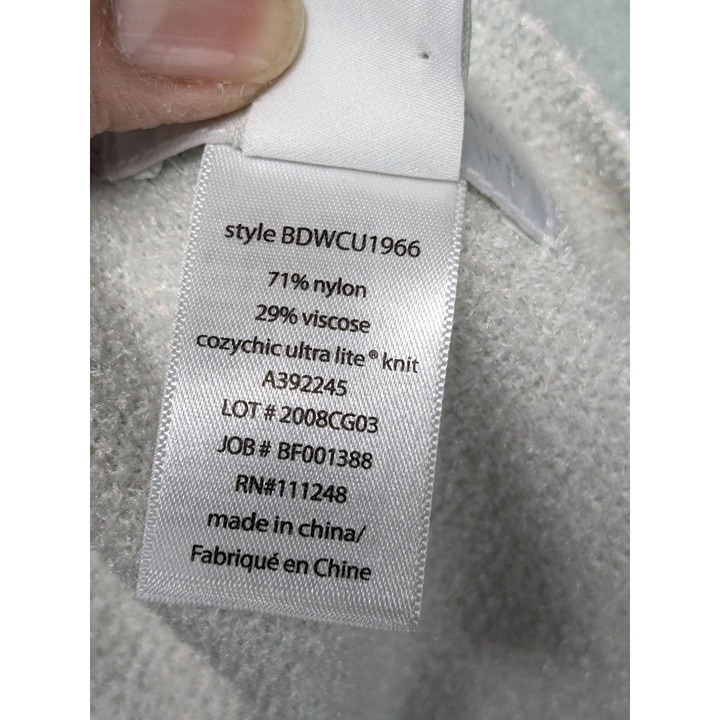 style BDWCU1966
71% nylon
29% viscose
cozychic ultra lite® knit
A392245
LOT # 2008CG03
JOB # BF001388
RN#111248
made in china/
Fabriqué en Chine